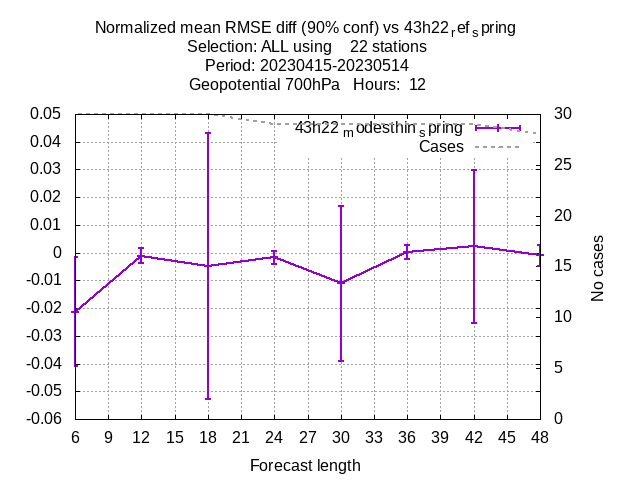 Normalized mean RMSE diff (90% conf) vs 43h22refspring
Selection: ALL using 22 stations
Period: 20230415-20230514
Geopotential 700hPa Hours: 12
43h22modesthinspring
Cases
0.05
0.04
0.03
0.02
0.01
0
-0.01
-0.02
-0.03
-0.04
-0.05
-0.06
30
25
20
15
10
5
0
No cases
6 9 12 15 18 21 24 27 30 33 36 39 42 45 48
Forecast length